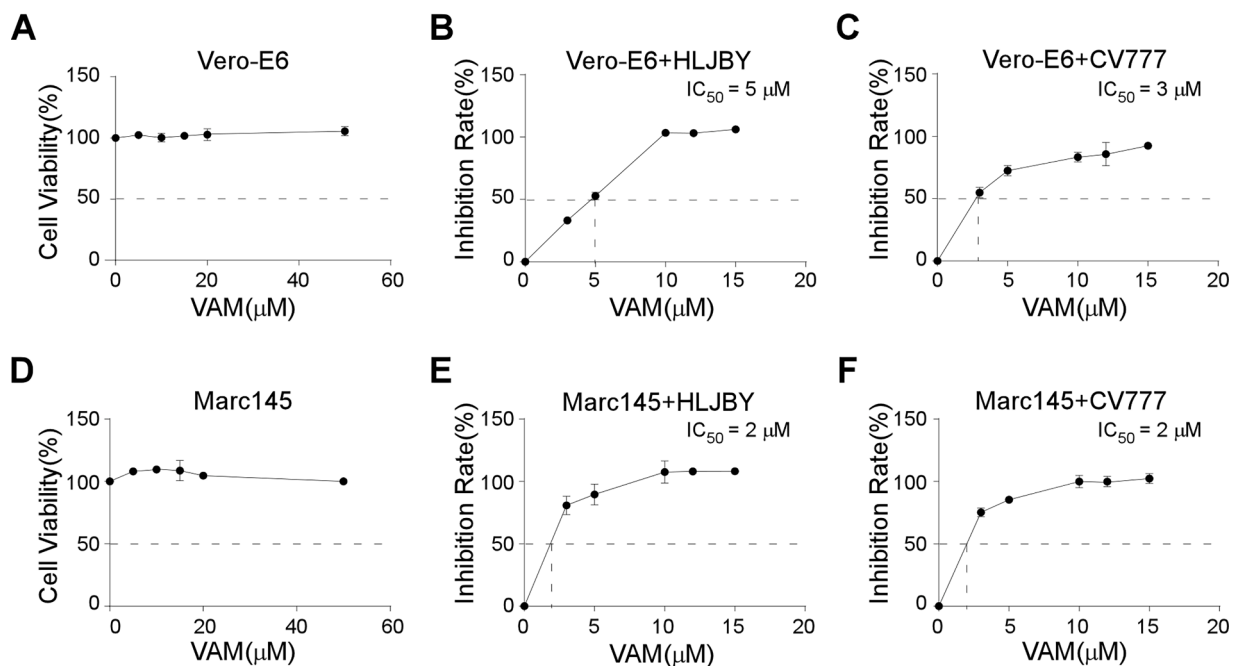 A
Vero-E6
Cell Viability(%)
150
100
50
0
0
20
40
60
VAM(μM)
B
Vero-E6+HLJBY
IC50 = 5 μM
Inhibition Rate(%)
150
100
50
0
0
5
10
15
20
VAM(μM)
C
Vero-E6+CV777
IC50 = 3 μM
Inhibition Rate(%)
150
100
50
0
0
5
10
15
20
VAM(μM)
D
Marc145
Cell Viability(%)
150
100
50
0
0
20
40
60
VAM(μM)
E
Marc145+HLJBY
IC50 = 2 μM
Inhibition Rate(%)
150
100
50
0
0
5
10
15
20
VAM(μM)
F
Marc145+CV777
IC50 = 2 μM
Inhibition Rate(%)
150
100
50
0
0
5
10
15
20
VAM(μM)